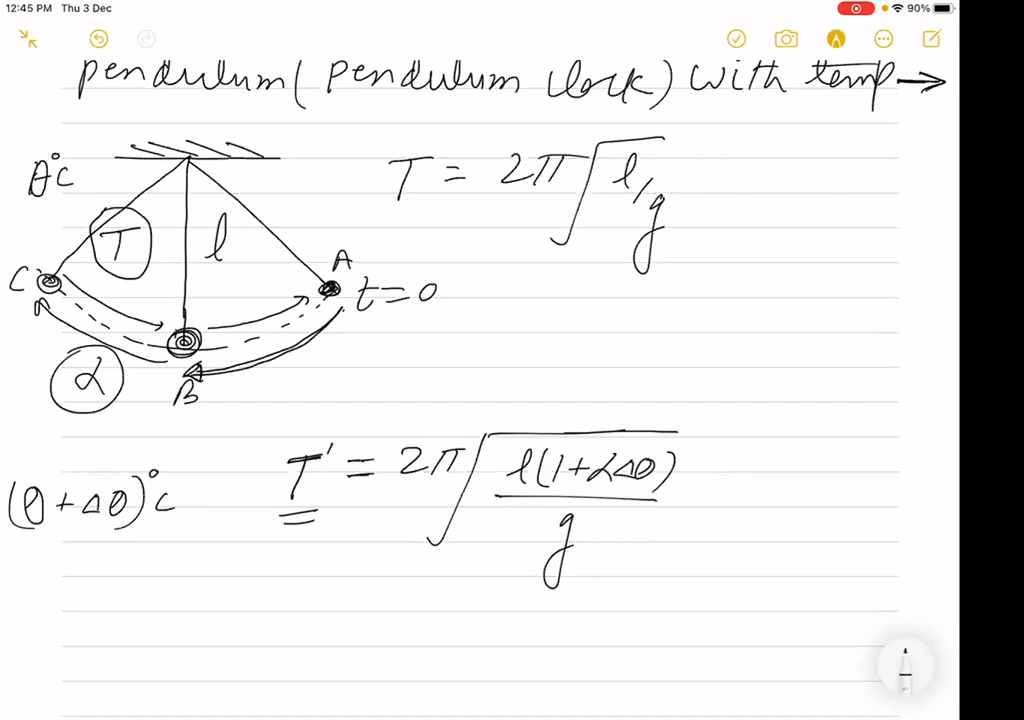 12:45 PM Thu 3 Dec 90%
pendulum (pendulum clock) with temp →
θ°C
T = 2π√(l/g)
T
l
A
C
t = 0
α
B
(θ + Δθ)°C
T' = 2π√(l(1+αΔθ)/g)